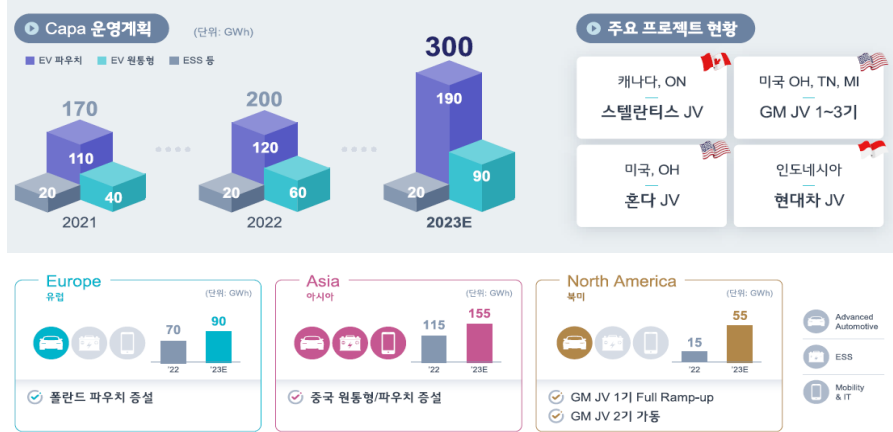 Capa 운영계획
(단위: GWh)
EV 파우치
EV 원통형
ESS 등
170
110
20
40
2021
200
120
20
60
2022
300
190
20
90
2023E
주요 프로젝트 현황
캐나다, ON
스텔란티스 JV
미국 OH, TN, MI
GM JV 1~3기
미국, OH
혼다 JV
인도네시아
현대차 JV
Europe
유럽
(단위: GWh)
70
90
'22
'23E
폴란드 파우치 증설
Asia
아시아
(단위: GWh)
115
155
'22
'23E
중국 원통형/파우치 증설
North America
북미
(단위: GWh)
15
55
'22
'23E
GM JV 1기 Full Ramp-up
GM JV 2기 가동
Advanced
Automotive
ESS
Mobility
& IT